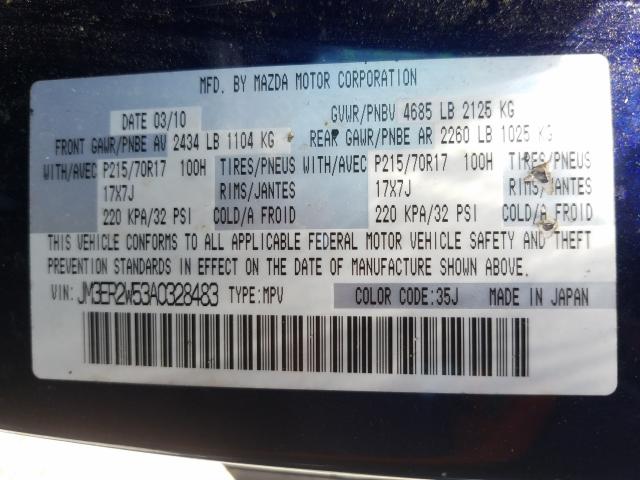 MFD. BY MAZDA MOTOR CORPORATION
DATE 03/10 GVWR/PNBV 4685 LB 2125 KG
FRONT GAWR/PNBE AV 2434 LB 1104 KG REAR GAWR/PNBE AR 2260 LB 1025 KG
WITH/AVEC P215/70R17 100H TIRES/PNEUS WITH/AVEC P215/70R17 100H TIRES/PNEUS
17X7J RIMS/JANTES 17X7J RIMS/JANTES
220 KPA/32 PSI COLD/A FROID 220 KPA/32 PSI COLD/A FROID
THIS VEHICLE CONFORMS TO ALL APPLICABLE FEDERAL MOTOR VEHICLE SAFETY AND THEFT
PREVENTION STANDARDS IN EFFECT ON THE DATE OF MANUFACTURE SHOWN ABOVE.
VIN: JM3ER2W53A0328483 TYPE:MPV COLOR CODE:35J MADE IN JAPAN